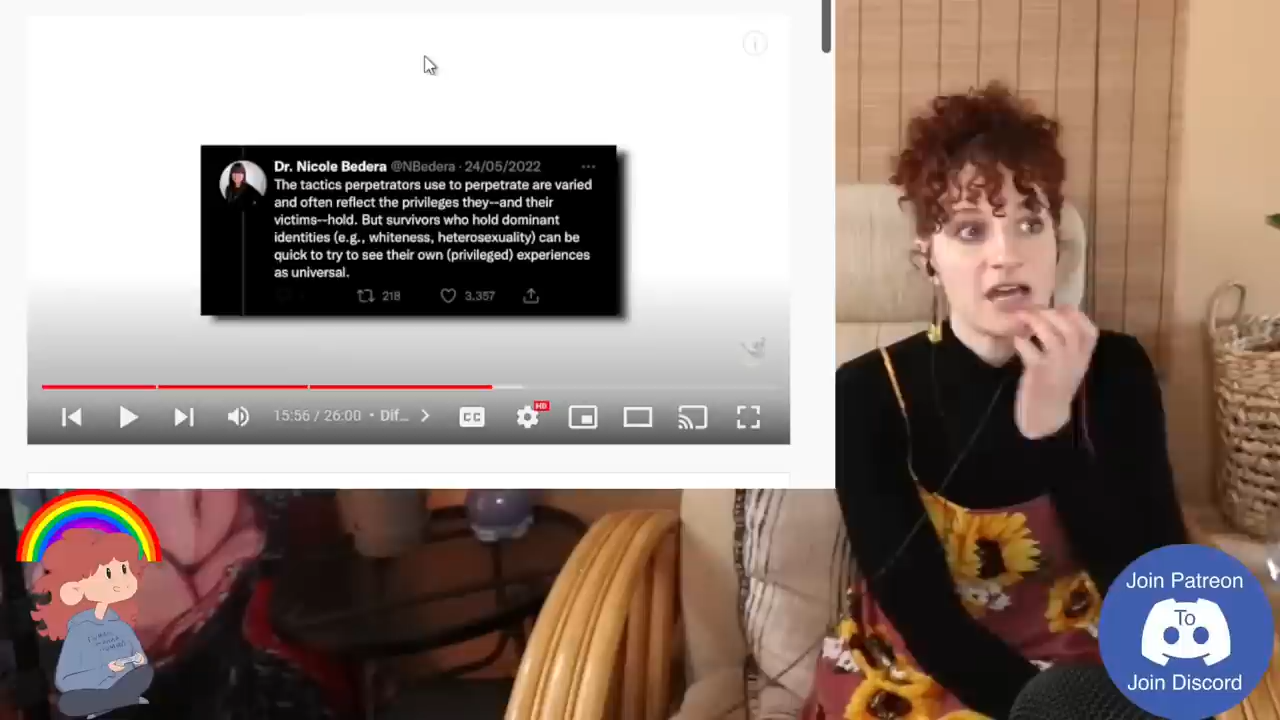 Dr. Nicole Bedera @NBedera · 24/05/2022
The tactics perpetrators use to perpetrate are varied
and often reflect the privileges they--and their
victims--hold. But survivors who hold dominant
identities (e.g., whiteness, heterosexuality) can be
quick to try to see their own (privileged) experiences
as universal.
218 3,357
HD
15:56 / 26:00 • Dif... CC
Join Patreon
To
Join Discord